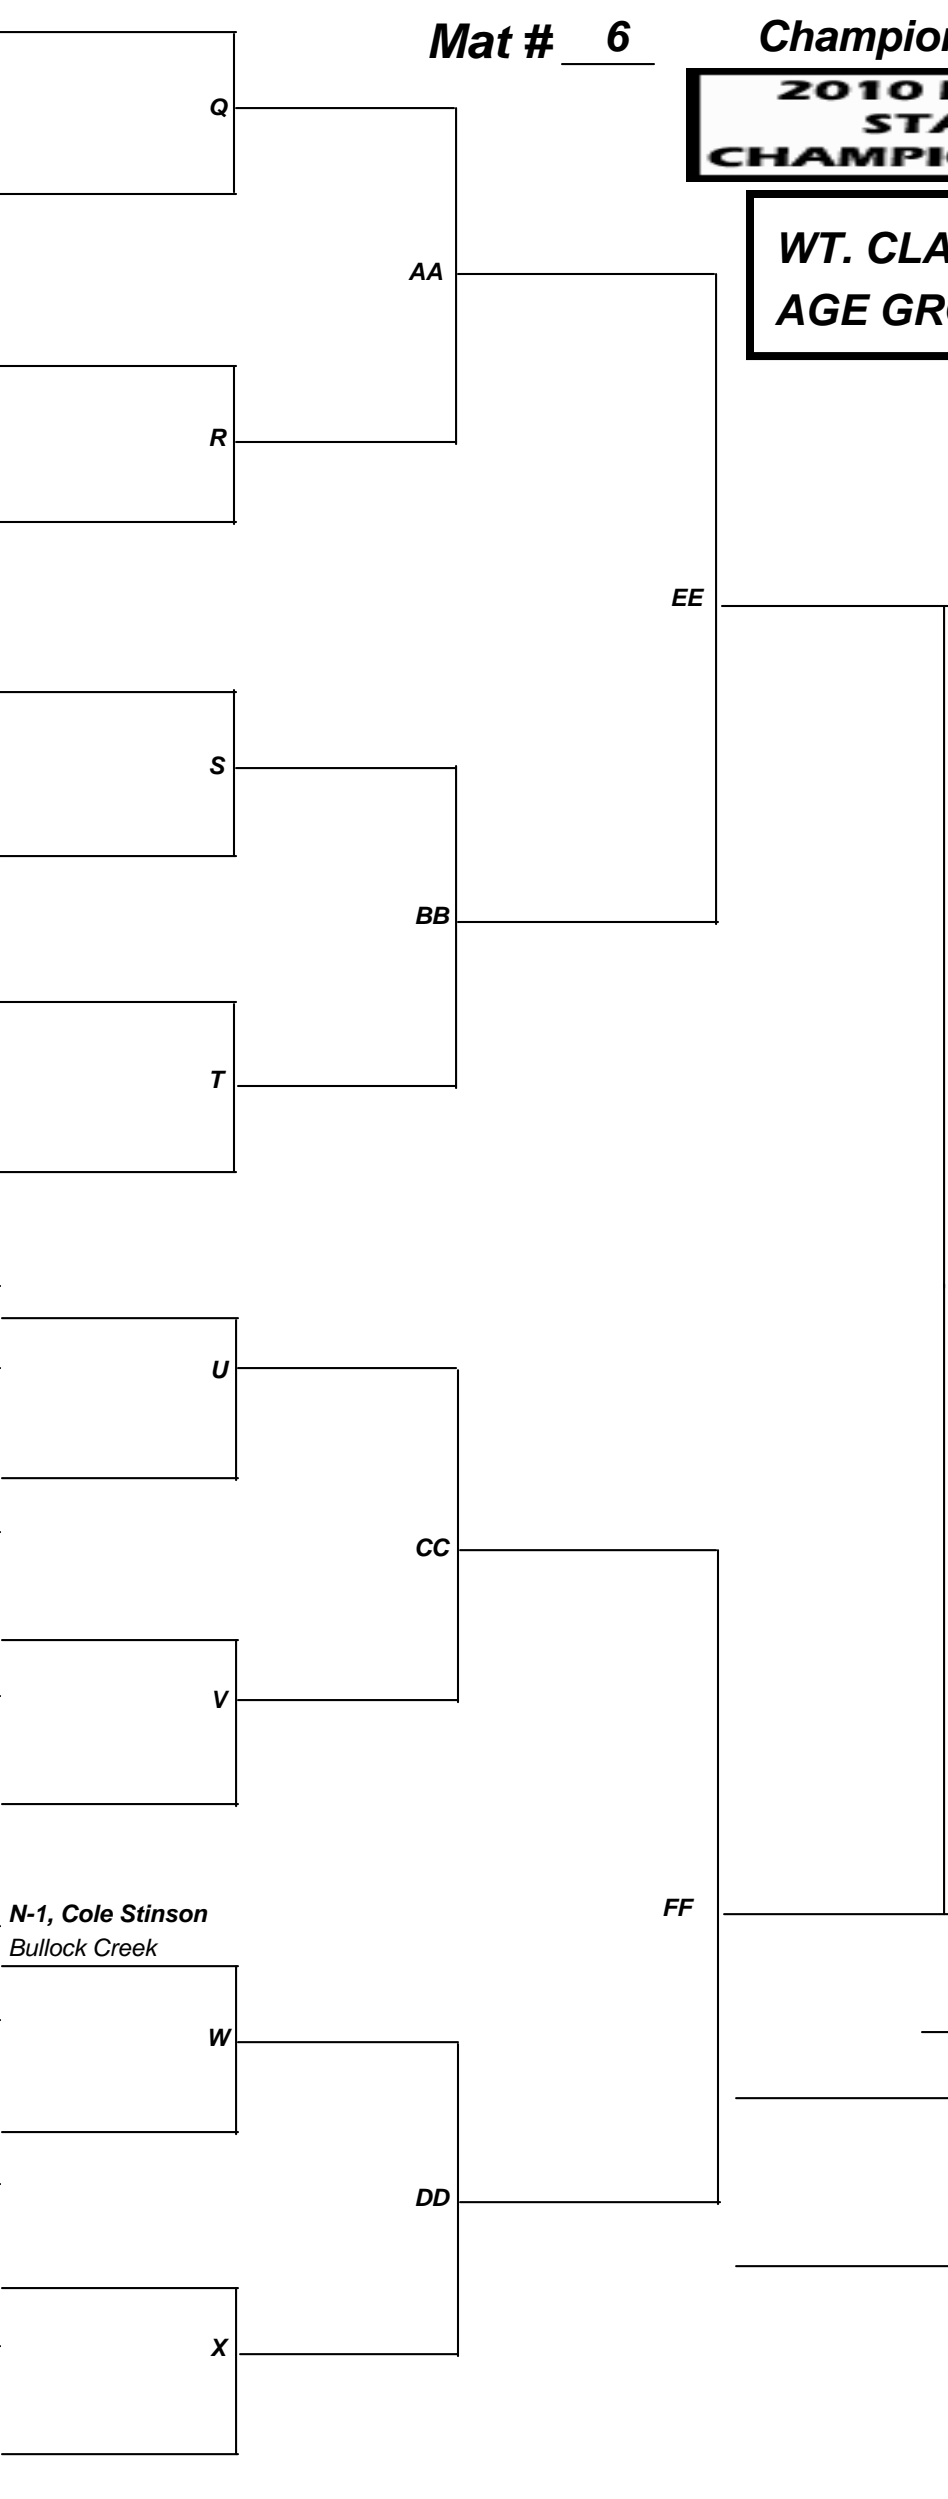 Mat # 6 Champion
2010
STA
CHAMPI
WT. CLA
AGE GR
Q
AA
R
EE
S
BB
T
U
CC
V
N-1, Cole Stinson
Bullock Creek
FF
W
DD
X